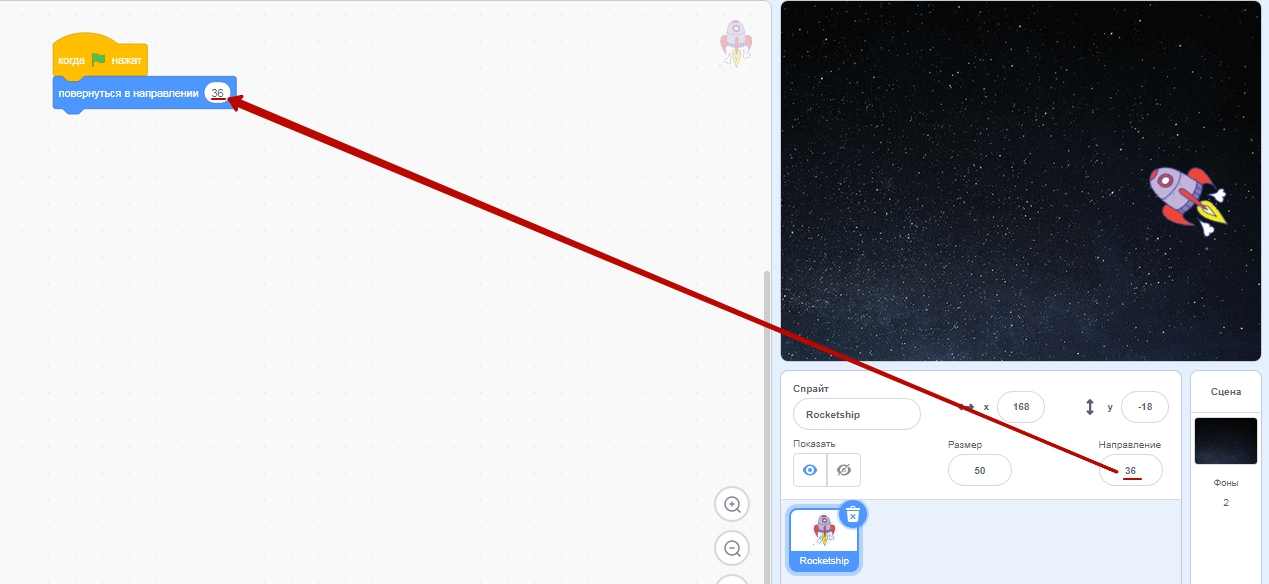 когда нажат
повернуться в направлении 36
Спрайт
Rocketship
x 168
y -18
Показать
Размер
50
Направление
36
Rocketship
Сцена
Фоны
2